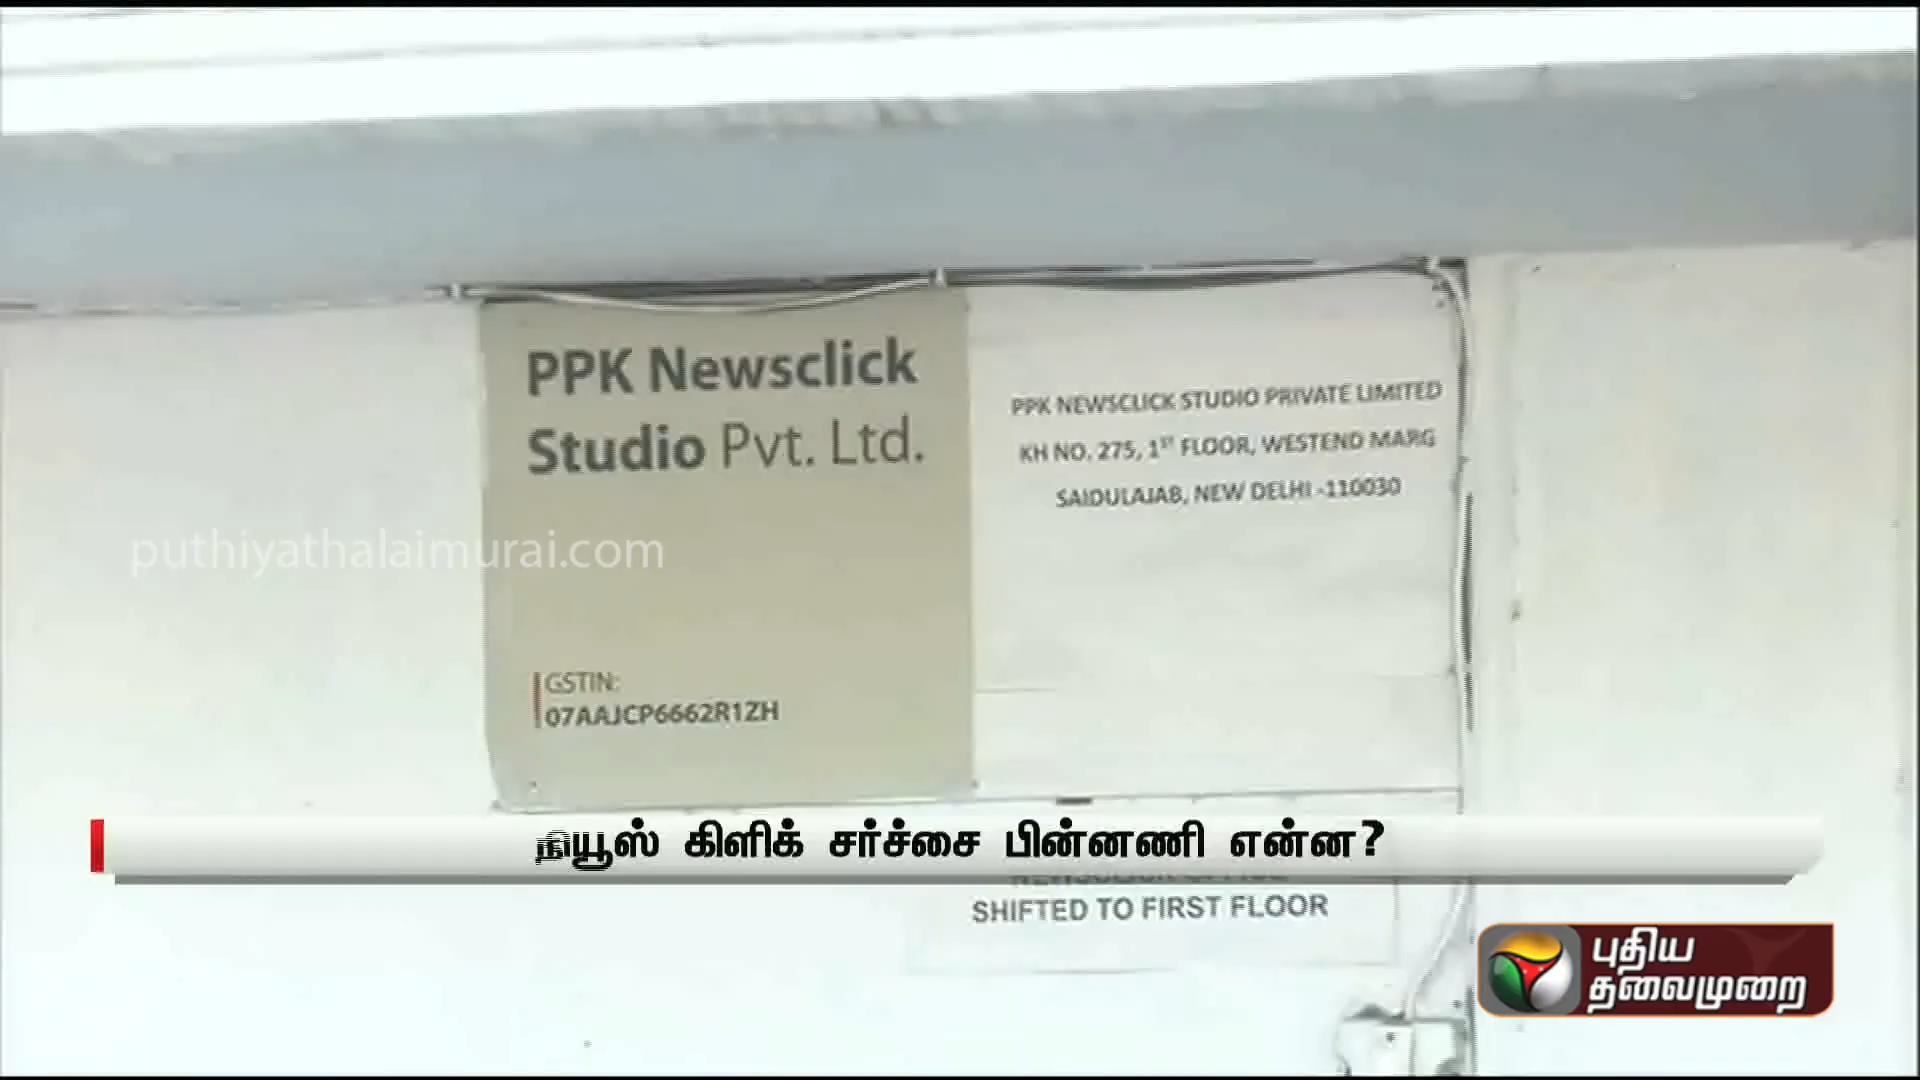 PPK Newsclick
Studio Pvt. Ltd.
GSTIN:
07AAJCP6662R1ZH
PPK NEWSCLICK STUDIO PRIVATE LIMITED
KH NO. 275, 1ST FLOOR, WESTEND MARG
SAIDULAJAB, NEW DELHI -110030
puthiyathalaimurai.com
நியூஸ் கிளிக் சர்ச்சை பின்னணி என்ன?
SHIFTED TO FIRST FLOOR
புதிய
தலைமுறை